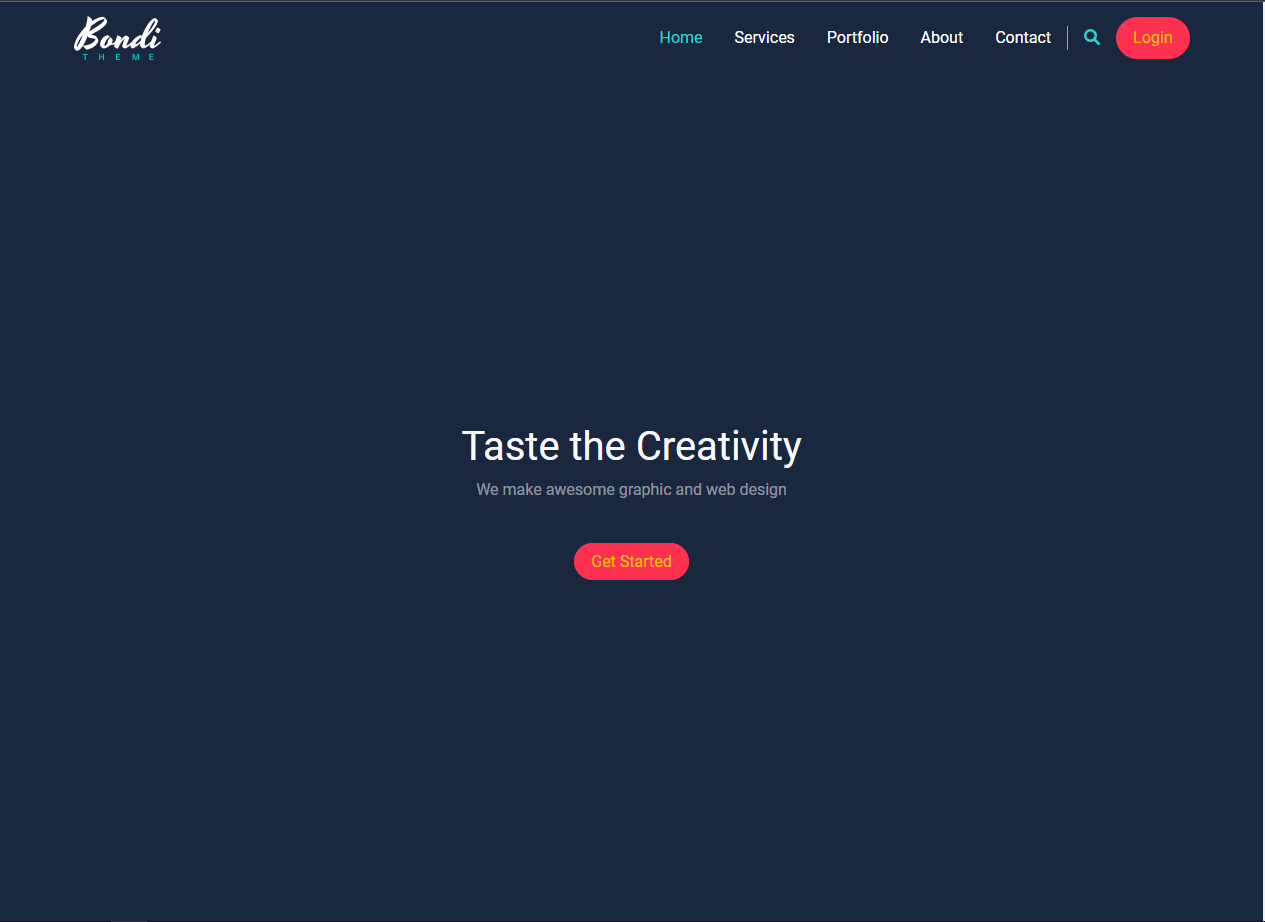 Bondi
THEME
Home Services Portfolio About Contact Login
Taste the Creativity
We make awesome graphic and web design
Get Started